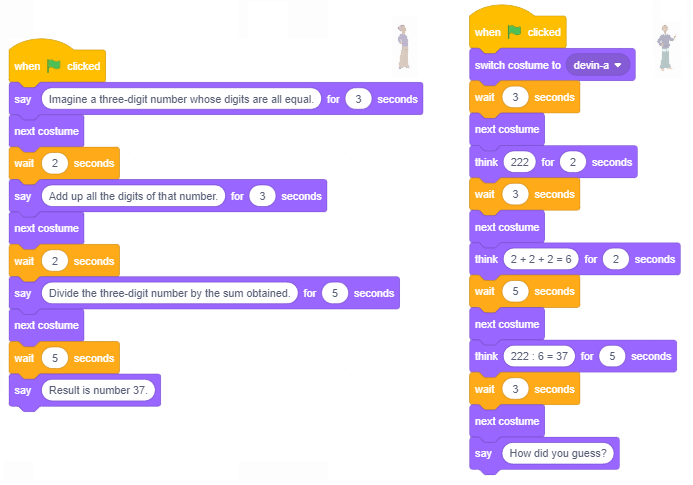 when clicked
say Imagine a three-digit number whose digits are all equal. for 3 seconds
next costume
wait 2 seconds
say Add up all the digits of that number. for 3 seconds
next costume
wait 2 seconds
say Divide the three-digit number by the sum obtained. for 5 seconds
next costume
wait 5 seconds
say Result is number 37.
when clicked
switch costume to devin-a
wait 3 seconds
next costume
think 222 for 2 seconds
wait 3 seconds
next costume
think 2 + 2 + 2 = 6 for 2 seconds
wait 5 seconds
next costume
think 222 : 6 = 37 for 5 seconds
wait 3 seconds
next costume
say How did you guess?